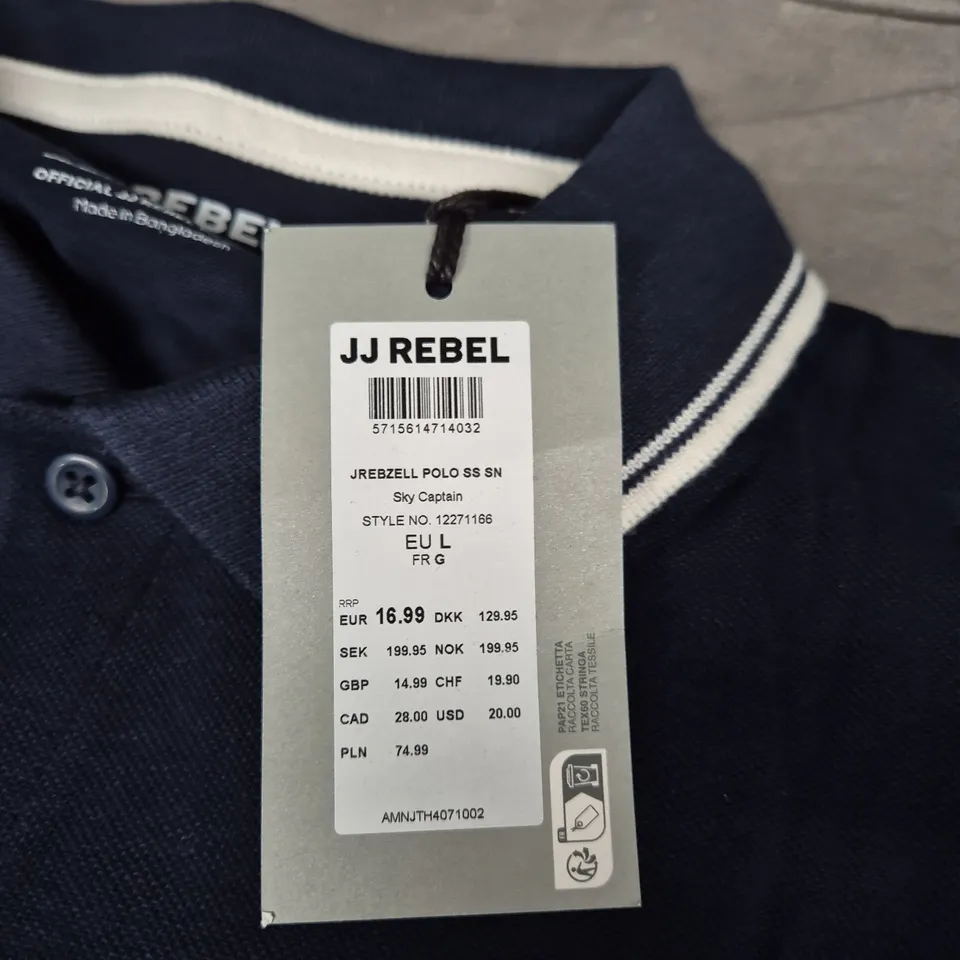 OFFICIAL
REBEL
Made in Bangladesh
JJ REBEL
5715614714032
JREBZELL POLO SS SN
Sky Captain
STYLE NO. 12271166
EU L
FR G
RRP
EUR 16.99 DKK 129.95
SEK 199.95 NOK 199.95
GBP 14.99 CHF 19.90
CAD 28.00 USD 20.00
PLN 74.99
AMNJTH4071002
PAP21 ETICHETTA
RACCOLTA CARTA
TEX60 STRINGA
RACCOLTA TESSILE
FR